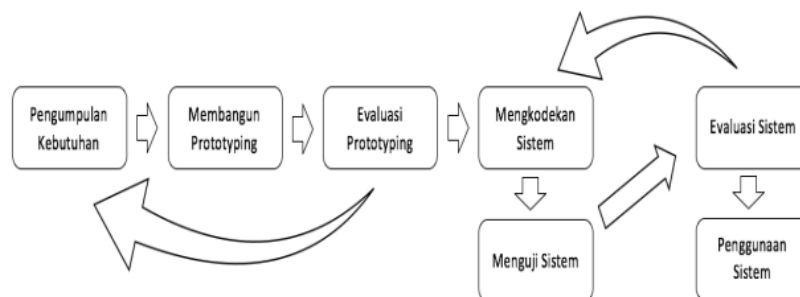 Pengumpulan
Kebutuhan
Membangun
Prototyping
Evaluasi
Prototyping
Mengkodekan
Sistem
Menguji Sistem
Evaluasi Sistem
Penggunaan
Sistem